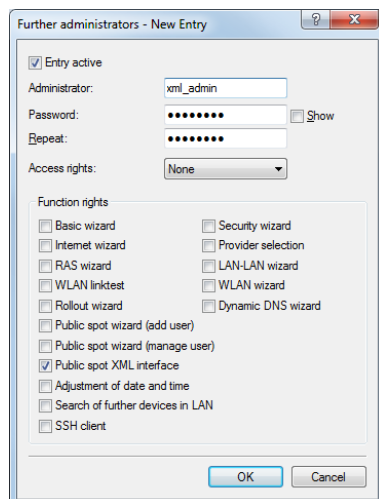 Further administrators - New Entry
Entry active
Administrator: xml_admin
Password: ●●●●●●●● Show
Repeat: ●●●●●●●●
Access rights: None
Function rights
Basic wizard Security wizard
Internet wizard Provider selection
RAS wizard LAN-LAN wizard
WLAN linktest WLAN wizard
Rollout wizard Dynamic DNS wizard
Public spot wizard (add user)
Public spot wizard (manage user)
Public spot XML interface
Adjustment of date and time
Search of further devices in LAN
SSH client
OK Cancel